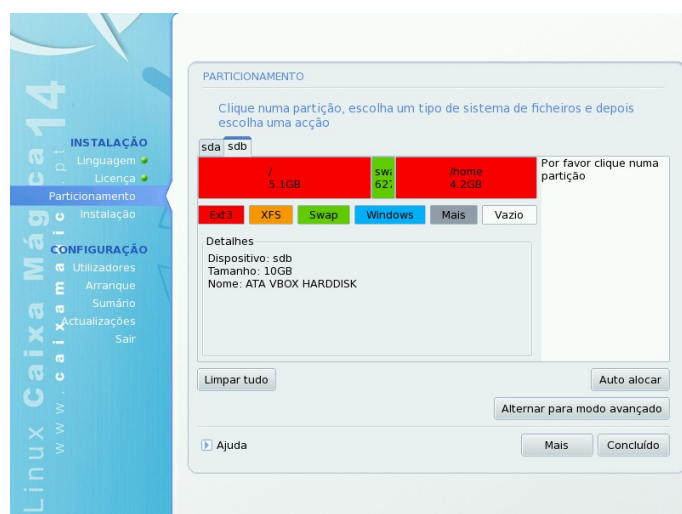 Linux Caixa Mágica 14
www.caixamagica.pt
INSTALAÇÃO
Linguagem
Licença
Particionamento
Instalação
CONFIGURAÇÃO
Utilizadores
Arranque
Sumário
Actualizações
Sair
PARTICIONAMENTO
Clique numa partição, escolha um tipo de sistema de ficheiros e depois
escolha uma acção
sda sdb
/
5.1GB
swa
627
/home
4.2GB
Por favor clique numa
partição
Ext3 XFS Swap Windows Mais Vazio
Detalhes
Dispositivo: sdb
Tamanho: 10GB
Nome: ATA VBOX HARDDISK
Limpar tudo
Auto alocar
Alternar para modo avançado
Ajuda
Mais
Concluído